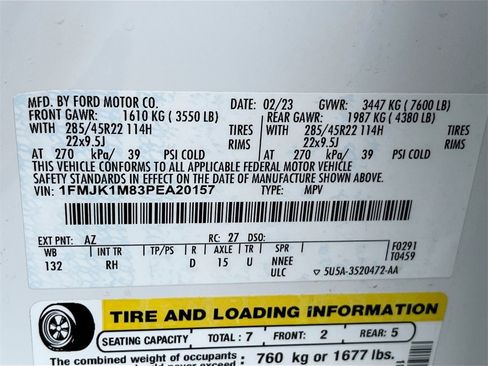 MFD. BY FORD MOTOR CO. DATE: 02/23 GVWR: 3447 KG (7600 LB)
FRONT GAWR: 1610 KG (3550 LB) REAR GAWR: 1987 KG (4380 LB)
WITH 285/45R22 114H TIRES WITH 285/45R22 114H TIRES
22x9.5J RIMS 22x9.5J RIMS
AT 270 kPa/ 39 PSI COLD AT 270 kPa/ 39 PSI COLD
THIS VEHICLE CONFORMS TO ALL APPLICABLE FEDERAL MOTOR VEHICLE
SAFETY STANDARDS IN EFFECT ON THE DATE OF MANUFACTURE SHOWN ABOVE.
VIN: 1FMJK1M83PEA20157 TYPE: MPV
EXT PNT: AZ RC: 27 DSO: F0291
WB INT TR TP/PS R AXLE TR SPR T0459
132 RH D 15 U NNEE
ULC 5U5A-3520472-AA
TIRE AND LOADING INFORMATION
SEATING CAPACITY TOTAL: 7 FRONT: 2 REAR: 5
The combined weight of occupants 760 kg or 1677 lbs.